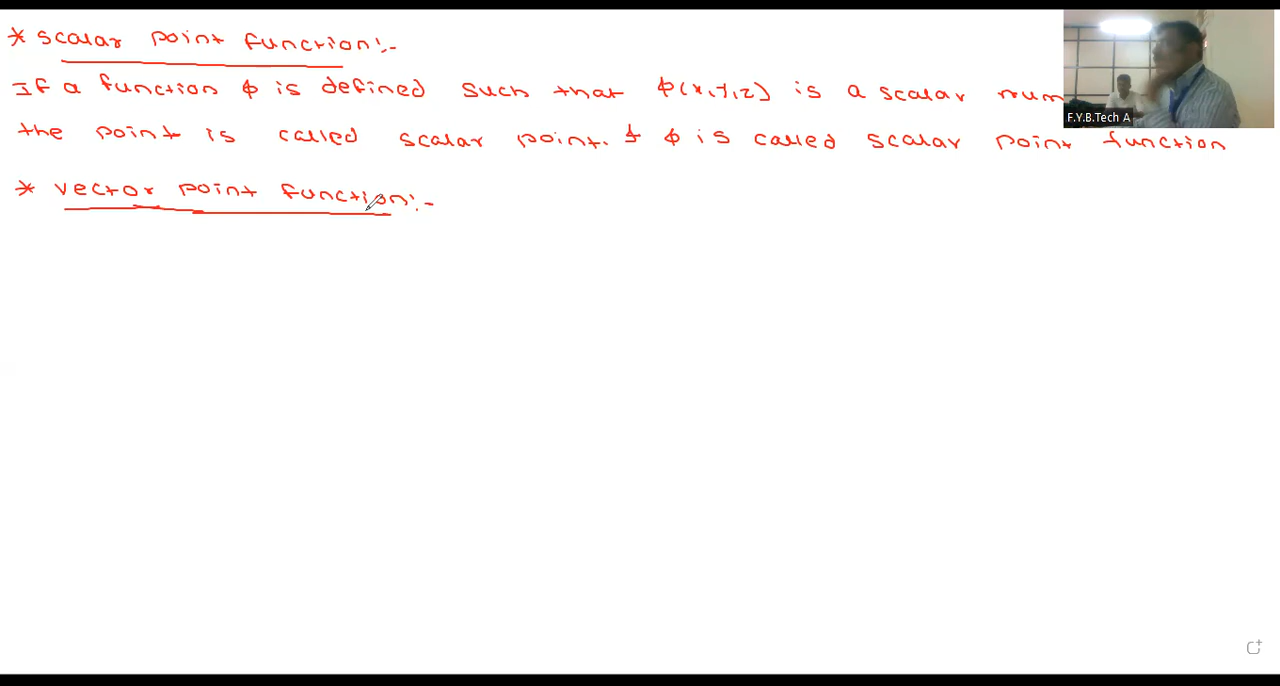 * scalar point function:-
If a function ϕ is defined such that ϕ(x,y,z) is a scalar num
the point is called scalar point. & ϕ is called scalar point function
* vector point function:-
F.Y.B.Tech A